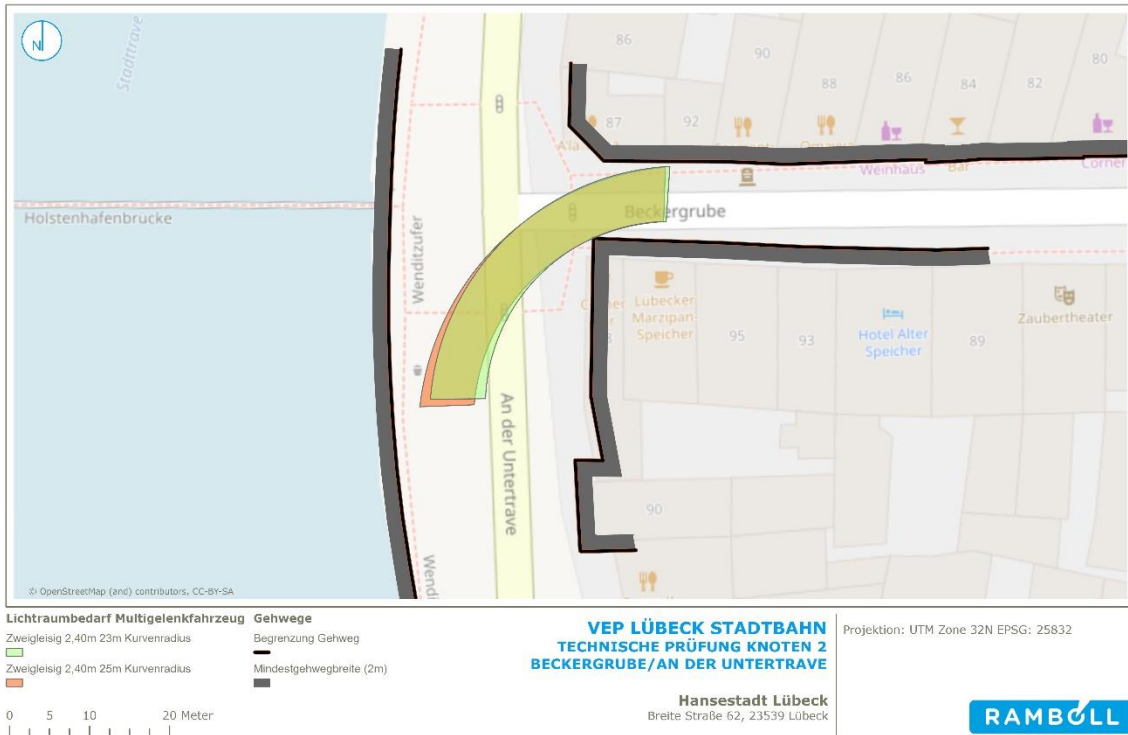 N
Stadttrave
86
90
88
86
84
82
80
87
92
Weinhaus
Bar
Corner
Holstenhafenbrücke
Wenditzufer
Beckergrube
Lübecker
Marzipan-
Speicher
95
93
Hotel Alter
Speicher
89
Zaubertheater
An der Untertrave
90
Wendi
© OpenStreetMap (and) contributors, CC-BY-SA
Lichtraumbedarf Multigelenkfahrzeug
Zweigleisig 2,40m 23m Kurvenradius
Zweigleisig 2,40m 25m Kurvenradius
Gehwege
Begrenzung Gehweg
Mindestgehwegbreite (2m)
0 5 10 20 Meter
VEP LÜBECK STADTBAHN
TECHNISCHE PRÜFUNG KNOTEN 2
BECKERGRUBE/AN DER UNTERTRAVE
Hansestadt Lübeck
Breite Straße 62, 23539 Lübeck
Projektion: UTM Zone 32N EPSG: 25832
RAMBOLL